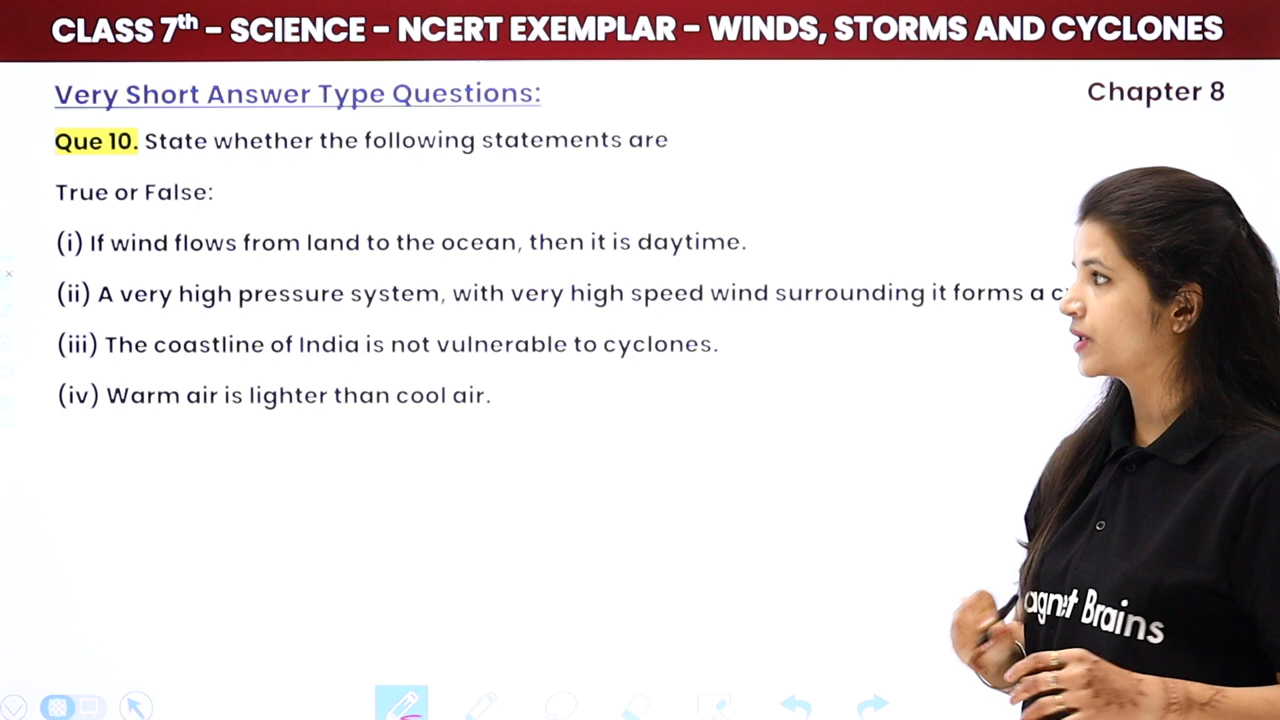 CLASS 7th – SCIENCE – NCERT EXEMPLAR – WINDS, STORMS AND CYCLONES
Very Short Answer Type Questions:
Chapter 8
Que 10. State whether the following statements are
True or False:
(i) If wind flows from land to the ocean, then it is daytime.
(ii) A very high pressure system, with very high speed wind surrounding it forms a
(iii) The coastline of India is not vulnerable to cyclones.
(iv) Warm air is lighter than cool air.
Brains